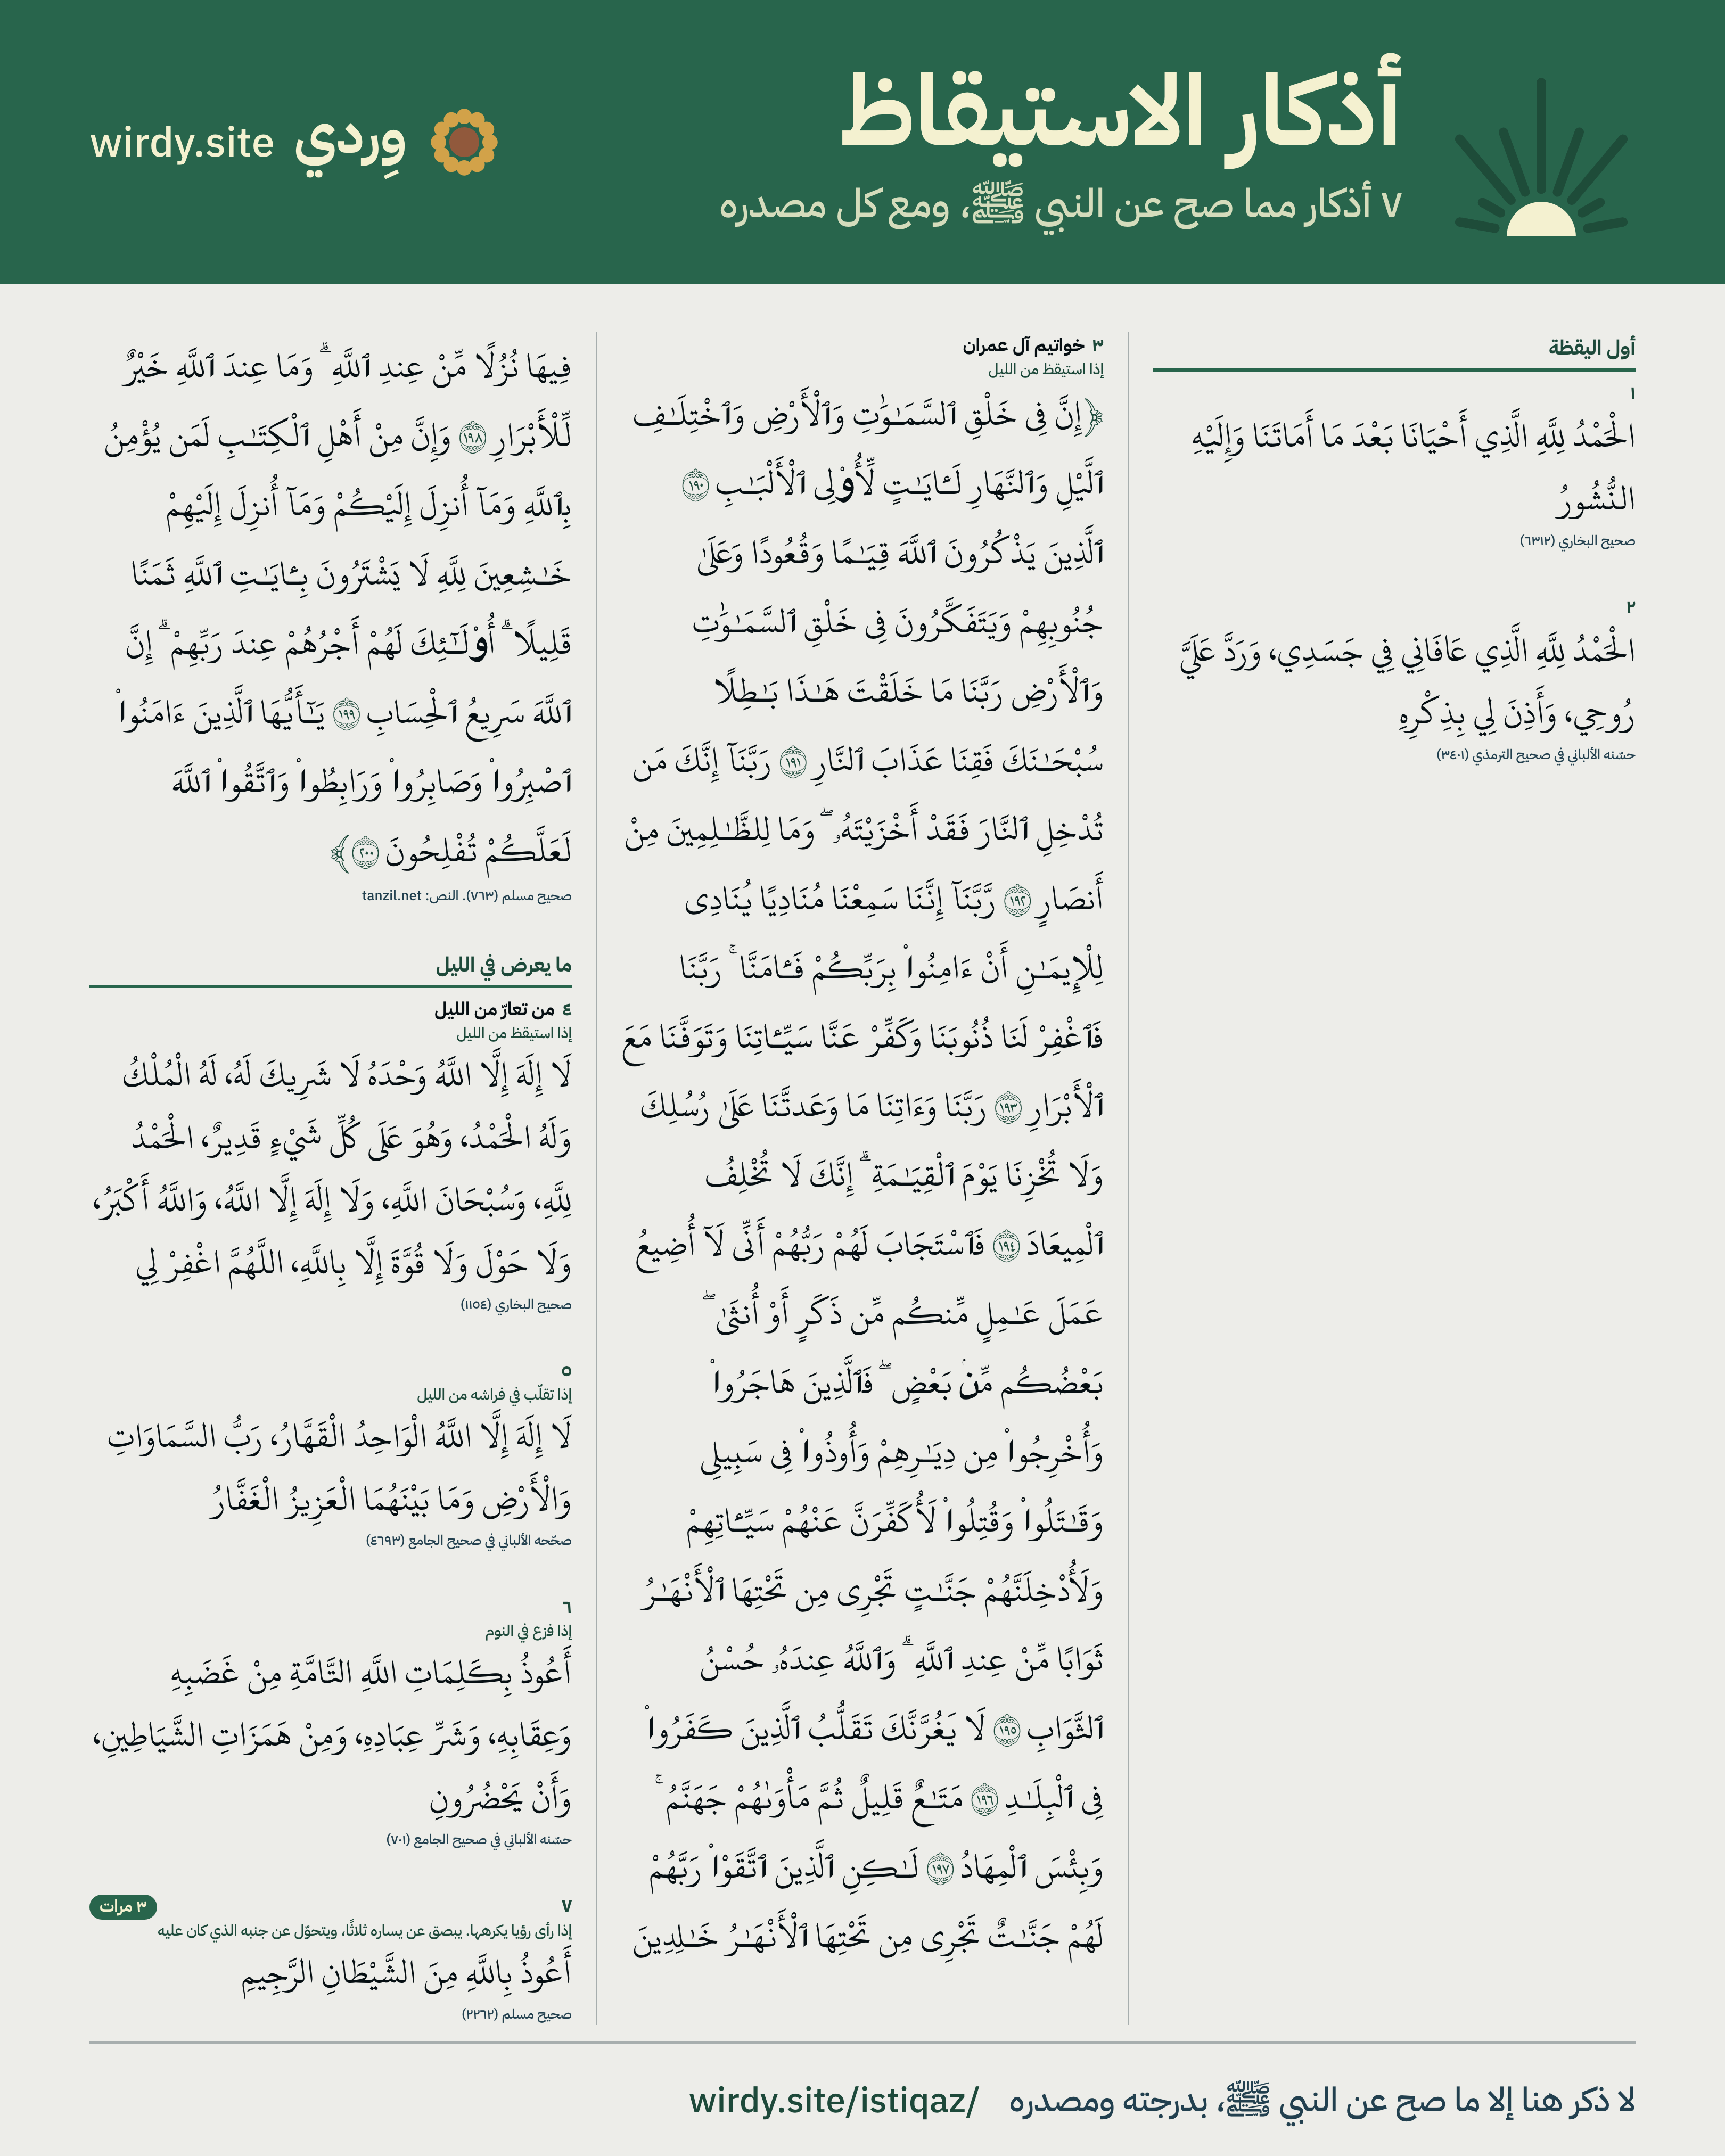 أذكار الاستيقاظ
٧ أذكار مما صح عن النبي ﷺ، ومع كل مصدره
وِردي wirdy.site
أول اليقظة
١
الْحَمْدُ لِلَّهِ الَّذِي أَحْيَانَا بَعْدَ مَا أَمَاتَنَا وَإِلَيْهِ
النُّشُورُ
صحيح البخاري (٦٣١٢)
٢
الْحَمْدُ لِلَّهِ الَّذِي عَافَانِي فِي جَسَدِي، وَرَدَّ عَلَيَّ
رُوحِي، وَأَذِنَ لِي بِذِكْرِهِ
حسّنه الألباني في صحيح الترمذي (٣٤٠١)
٣ خواتيم آل عمران
إذا استيقظ من الليل
﴿إِنَّ فِى خَلْقِ ٱلسَّمَـٰوَٰتِ وَٱلْأَرْضِ وَٱخْتِلَـٰفِ
ٱلَّيْلِ وَٱلنَّهَارِ لَـَٔايَـٰتٍ لِّأُو۟لِى ٱلْأَلْبَـٰبِ ١٩٠
ٱلَّذِينَ يَذْكُرُونَ ٱللَّهَ قِيَـٰمًا وَقُعُودًا وَعَلَىٰ
جُنُوبِهِمْ وَيَتَفَكَّرُونَ فِى خَلْقِ ٱلسَّمَـٰوَٰتِ
وَٱلْأَرْضِ رَبَّنَا مَا خَلَقْتَ هَـٰذَا بَـٰطِلًا
سُبْحَـٰنَكَ فَقِنَا عَذَابَ ٱلنَّارِ ١٩١ رَبَّنَآ إِنَّكَ مَن
تُدْخِلِ ٱلنَّارَ فَقَدْ أَخْزَيْتَهُۥ ۖ وَمَا لِلظَّـٰلِمِينَ مِنْ
أَنصَارٍ ١٩٢ رَّبَّنَآ إِنَّنَا سَمِعْنَا مُنَادِيًا يُنَادِى
لِلْإِيمَـٰنِ أَنْ ءَامِنُوا۟ بِرَبِّكُمْ فَـَٔامَنَّا ۚ رَبَّنَا
فَٱغْفِرْ لَنَا ذُنُوبَنَا وَكَفِّرْ عَنَّا سَيِّـَٔاتِنَا وَتَوَفَّنَا مَعَ
ٱلْأَبْرَارِ ١٩٣ رَبَّنَا وَءَاتِنَا مَا وَعَدتَّنَا عَلَىٰ رُسُلِكَ
وَلَا تُخْزِنَا يَوْمَ ٱلْقِيَـٰمَةِ ۗ إِنَّكَ لَا تُخْلِفُ
ٱلْمِيعَادَ ١٩٤ فَٱسْتَجَابَ لَهُمْ رَبُّهُمْ أَنِّى لَآ أُضِيعُ
عَمَلَ عَـٰمِلٍ مِّنكُم مِّن ذَكَرٍ أَوْ أُنثَىٰ ۖ
بَعْضُكُم مِّنۢ بَعْضٍ ۖ فَٱلَّذِينَ هَاجَرُوا۟
وَأُخْرِجُوا۟ مِن دِيَـٰرِهِمْ وَأُوذُوا۟ فِى سَبِيلِى
وَقَـٰتَلُوا۟ وَقُتِلُوا۟ لَأُكَفِّرَنَّ عَنْهُمْ سَيِّـَٔاتِهِمْ
وَلَأُدْخِلَنَّهُمْ جَنَّـٰتٍ تَجْرِى مِن تَحْتِهَا ٱلْأَنْهَـٰرُ
ثَوَابًا مِّنْ عِندِ ٱللَّهِ ۗ وَٱللَّهُ عِندَهُۥ حُسْنُ
ٱلثَّوَابِ ١٩٥ لَا يَغُرَّنَّكَ تَقَلُّبُ ٱلَّذِينَ كَفَرُوا۟
فِى ٱلْبِلَـٰدِ ١٩٦ مَتَـٰعٌ قَلِيلٌ ثُمَّ مَأْوَىٰهُمْ جَهَنَّمُ ۚ
وَبِئْسَ ٱلْمِهَادُ ١٩٧ لَـٰكِنِ ٱلَّذِينَ ٱتَّقَوْا۟ رَبَّهُمْ
لَهُمْ جَنَّـٰتٌ تَجْرِى مِن تَحْتِهَا ٱلْأَنْهَـٰرُ خَـٰلِدِينَ
فِيهَا نُزُلًا مِّنْ عِندِ ٱللَّهِ ۗ وَمَا عِندَ ٱللَّهِ خَيْرٌ
لِّلْأَبْرَارِ ١٩٨ وَإِنَّ مِنْ أَهْلِ ٱلْكِتَـٰبِ لَمَن يُؤْمِنُ
بِٱللَّهِ وَمَآ أُنزِلَ إِلَيْكُمْ وَمَآ أُنزِلَ إِلَيْهِمْ
خَـٰشِعِينَ لِلَّهِ لَا يَشْتَرُونَ بِـَٔايَـٰتِ ٱللَّهِ ثَمَنًا
قَلِيلًا ۗ أُو۟لَـٰٓئِكَ لَهُمْ أَجْرُهُمْ عِندَ رَبِّهِمْ ۗ إِنَّ
ٱللَّهَ سَرِيعُ ٱلْحِسَابِ ١٩٩ يَـٰٓأَيُّهَا ٱلَّذِينَ ءَامَنُوا۟
ٱصْبِرُوا۟ وَصَابِرُوا۟ وَرَابِطُوا۟ وَٱتَّقُوا۟ ٱللَّهَ
لَعَلَّكُمْ تُفْلِحُونَ ٢٠٠﴾
صحيح مسلم (٧٦٣). النص: tanzil.net
ما يعرض في الليل
٤ من تعارّ من الليل
إذا استيقظ من الليل
لَا إِلَهَ إِلَّا اللَّهُ وَحْدَهُ لَا شَرِيكَ لَهُ، لَهُ الْمُلْكُ
وَلَهُ الْحَمْدُ، وَهُوَ عَلَى كُلِّ شَيْءٍ قَدِيرٌ، الْحَمْدُ
لِلَّهِ، وَسُبْحَانَ اللَّهِ، وَلَا إِلَهَ إِلَّا اللَّهُ، وَاللَّهُ أَكْبَرُ،
وَلَا حَوْلَ وَلَا قُوَّةَ إِلَّا بِاللَّهِ، اللَّهُمَّ اغْفِرْ لِي
صحيح البخاري (١١٥٤)
٥
إذا تقلّب في فراشه من الليل
لَا إِلَهَ إِلَّا اللَّهُ الْوَاحِدُ الْقَهَّارُ، رَبُّ السَّمَاوَاتِ
وَالْأَرْضِ وَمَا بَيْنَهُمَا الْعَزِيزُ الْغَفَّارُ
صحّحه الألباني في صحيح الجامع (٤٦٩٣)
٦
إذا فزع في النوم
أَعُوذُ بِكَلِمَاتِ اللَّهِ التَّامَّةِ مِنْ غَضَبِهِ
وَعِقَابِهِ، وَشَرِّ عِبَادِهِ، وَمِنْ هَمَزَاتِ الشَّيَاطِينِ،
وَأَنْ يَحْضُرُونِ
حسّنه الألباني في صحيح الجامع (٧٠١)
٧
٣ مرات
إذا رأى رؤيا يكرهها. يبصق عن يساره ثلاثًا، ويتحوّل عن جنبه الذي كان عليه
أَعُوذُ بِاللَّهِ مِنَ الشَّيْطَانِ الرَّجِيمِ
صحيح مسلم (٢٢٦٢)
لا ذكر هنا إلا ما صح عن النبي ﷺ، بدرجته ومصدره wirdy.site/istiqaz/